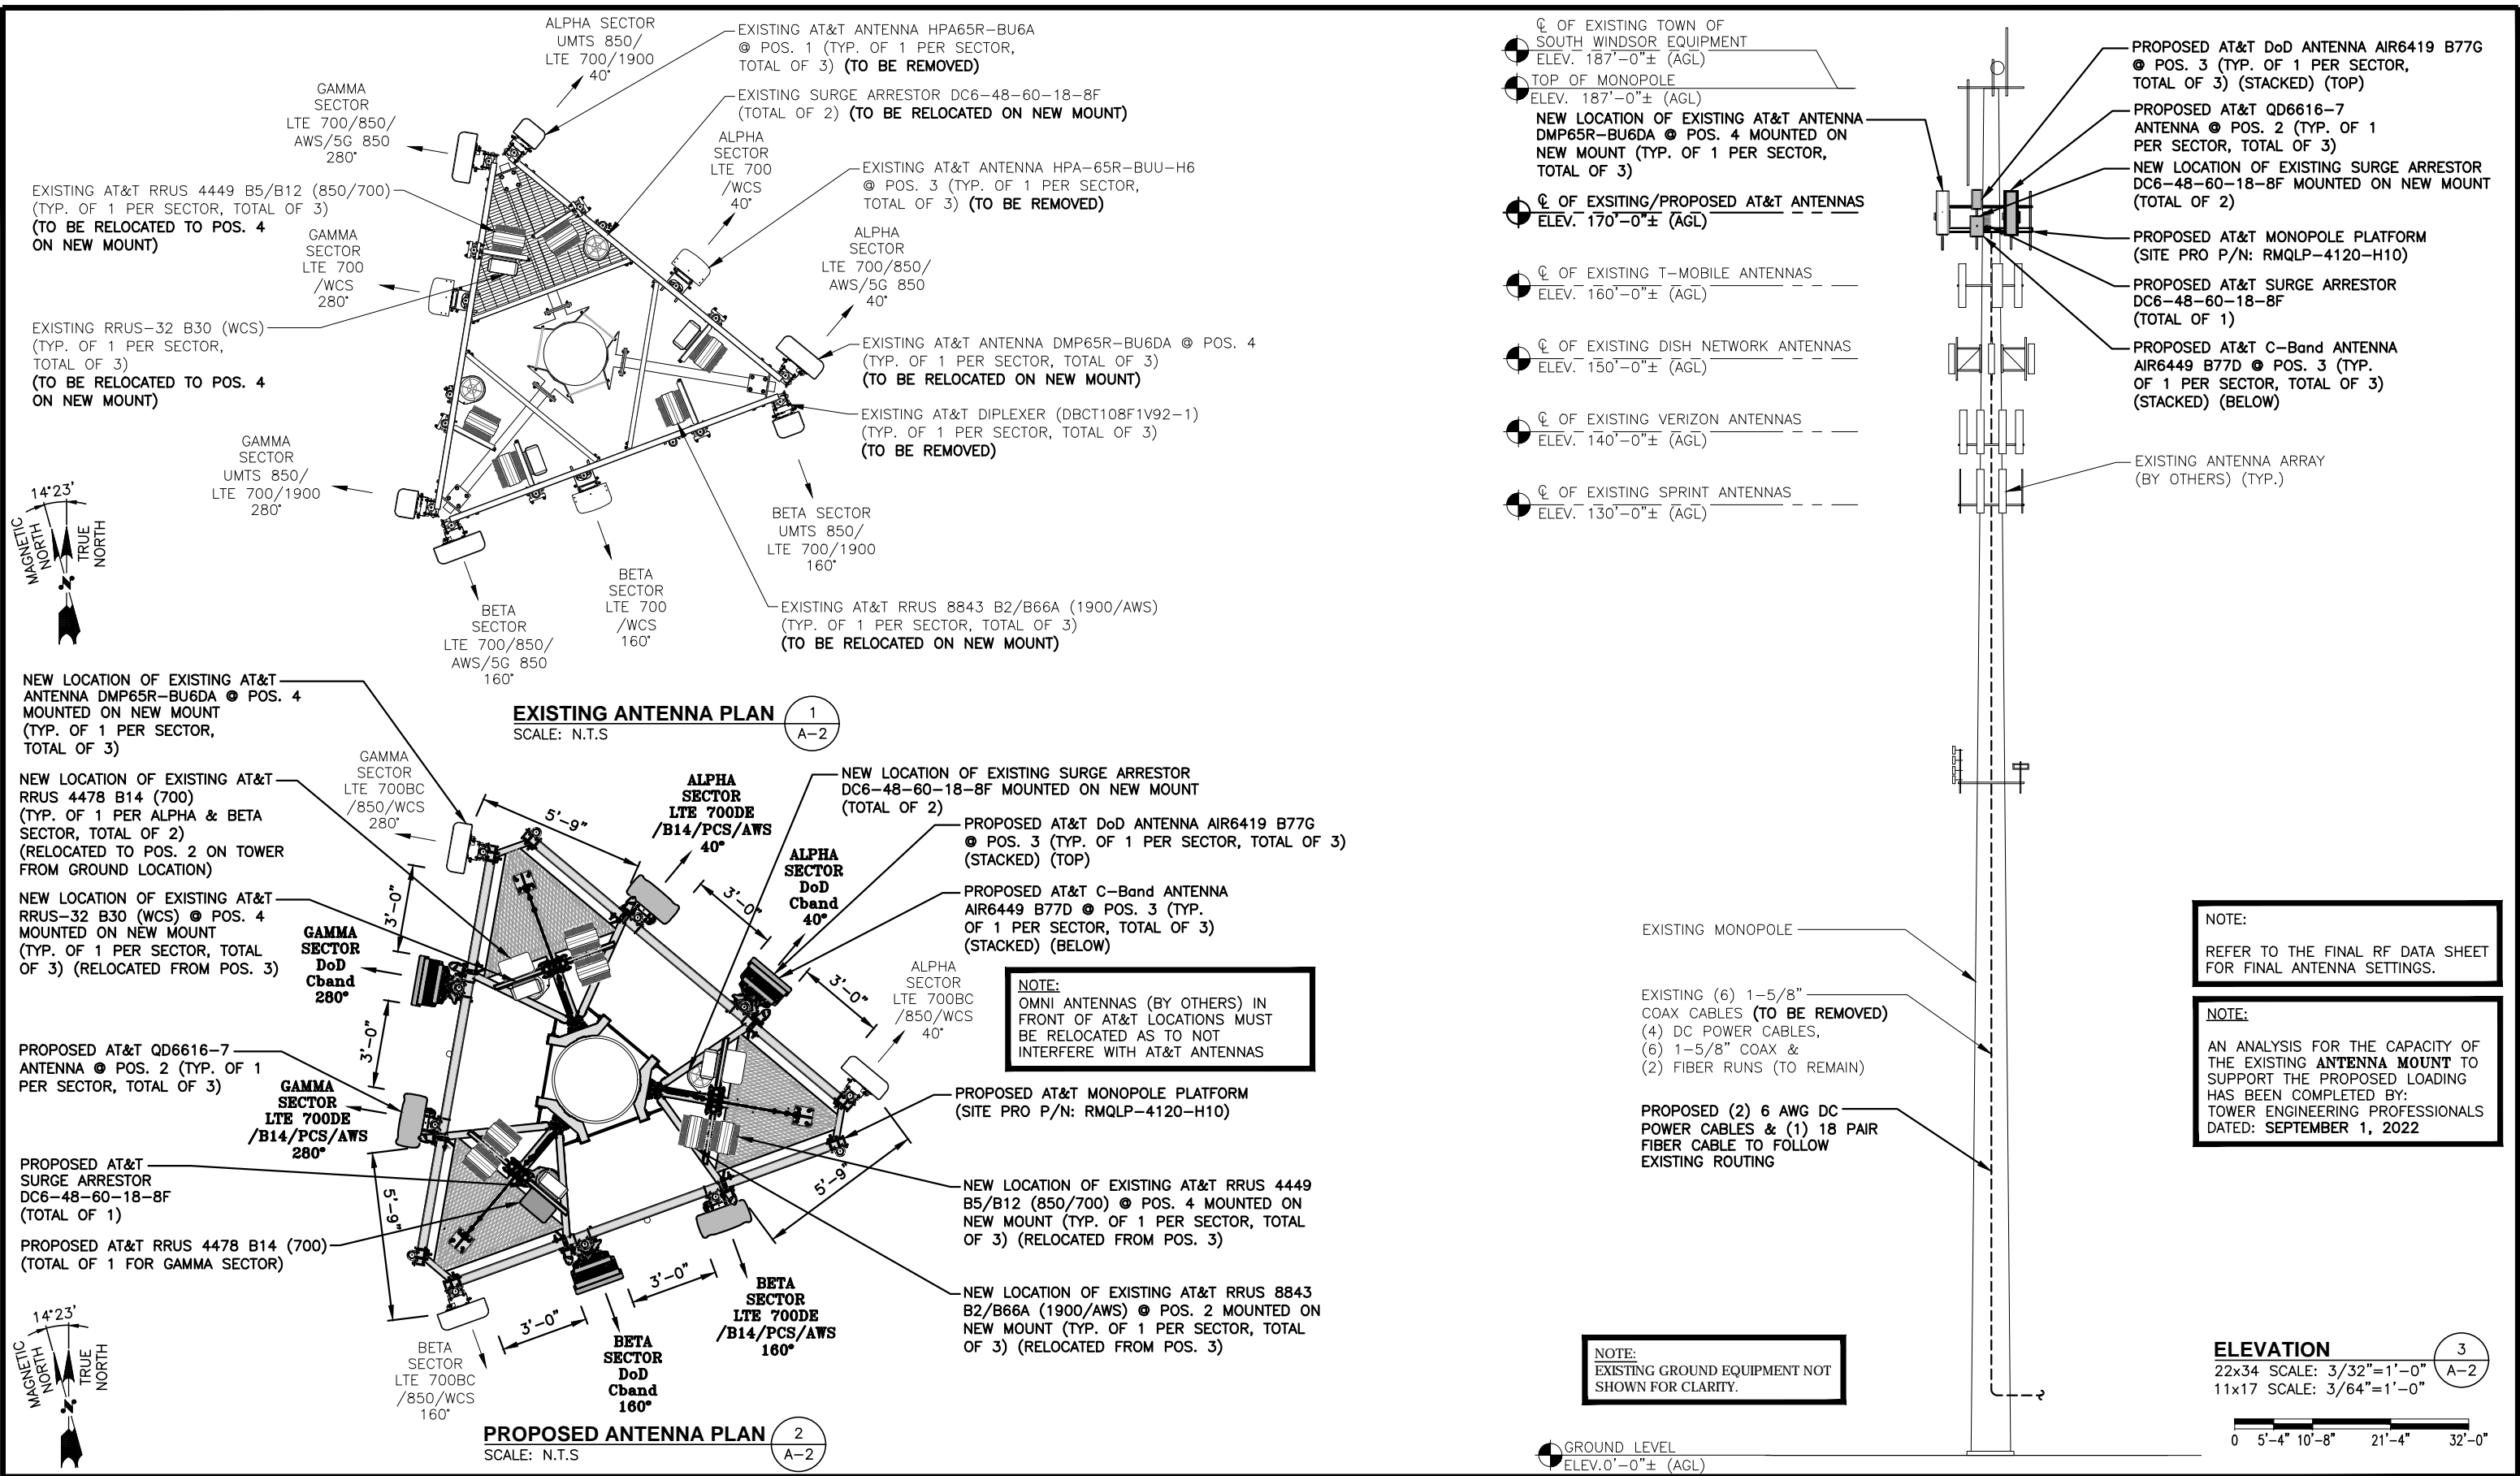 ALPHA SECTOR
UMTS 850/
LTE 700/1900
40°
EXISTING AT&T ANTENNA HPA65R-BU6A
@ POS. 1 (TYP. OF 1 PER SECTOR,
TOTAL OF 3) (TO BE REMOVED)
GAMMA
SECTOR
LTE 700/850/
AWS/5G 850
280°
EXISTING SURGE ARRESTOR DC6-48-60-18-8F
(TOTAL OF 2) (TO BE RELOCATED ON NEW MOUNT)
ALPHA
SECTOR
LTE 700
/WCS
40°
EXISTING AT&T ANTENNA HPA-65R-BUU-H6
@ POS. 3 (TYP. OF 1 PER SECTOR,
TOTAL OF 3) (TO BE REMOVED)
EXISTING AT&T RRUS 4449 B5/B12 (850/700)
(TYP. OF 1 PER SECTOR, TOTAL OF 3)
(TO BE RELOCATED TO POS. 4
ON NEW MOUNT)
GAMMA
SECTOR
LTE 700
/WCS
280°
ALPHA
SECTOR
LTE 700/850/
AWS/5G 850
40°
EXISTING RRUS-32 B30 (WCS)
(TYP. OF 1 PER SECTOR,
TOTAL OF 3)
(TO BE RELOCATED TO POS. 4
ON NEW MOUNT)
EXISTING AT&T ANTENNA DMP65R-BU6DA @ POS. 4
(TYP. OF 1 PER SECTOR, TOTAL OF 3)
(TO BE RELOCATED ON NEW MOUNT)
EXISTING AT&T DIPLEXER (DBCT108F1V92-1)
(TYP. OF 1 PER SECTOR, TOTAL OF 3)
(TO BE REMOVED)
GAMMA
SECTOR
UMTS 850/
LTE 700/1900
280°
14°23'
MAGNETIC
NORTH
TRUE
NORTH
N
BETA SECTOR
UMTS 850/
LTE 700/1900
160°
BETA
SECTOR
LTE 700
/WCS
160°
BETA
SECTOR
LTE 700/850/
AWS/5G 850
160°
EXISTING AT&T RRUS 8843 B2/B66A (1900/AWS)
(TYP. OF 1 PER SECTOR, TOTAL OF 3)
(TO BE RELOCATED ON NEW MOUNT)
EXISTING ANTENNA PLAN
SCALE: N.T.S
1
A-2
NEW LOCATION OF EXISTING AT&T
ANTENNA DMP65R-BU6DA @ POS. 4
MOUNTED ON NEW MOUNT
(TYP. OF 1 PER SECTOR,
TOTAL OF 3)
GAMMA
SECTOR
LTE 700BC
/850/WCS
280°
NEW LOCATION OF EXISTING AT&T
RRUS 4478 B14 (700)
(TYP. OF 1 PER ALPHA & BETA
SECTOR, TOTAL OF 2)
(RELOCATED TO POS. 2 ON TOWER
FROM GROUND LOCATION)
NEW LOCATION OF EXISTING AT&T
RRUS-32 B30 (WCS) @ POS. 4
MOUNTED ON NEW MOUNT
(TYP. OF 1 PER SECTOR, TOTAL
OF 3) (RELOCATED FROM POS. 3)
GAMMA
SECTOR
DoD
Cband
280°
PROPOSED AT&T QD6616-7
ANTENNA @ POS. 2 (TYP. OF 1
PER SECTOR, TOTAL OF 3)
GAMMA
SECTOR
LTE 700DE
/B14/PCS/AWS
280°
PROPOSED AT&T
SURGE ARRESTOR
DC6-48-60-18-8F
(TOTAL OF 1)
PROPOSED AT&T RRUS 4478 B14 (700)
(TOTAL OF 1 FOR GAMMA SECTOR)
14°23'
MAGNETIC
NORTH
TRUE
NORTH
N
5'-9"
3'-0"
3'-0"
5'-9"
3'-0"
3'-0"
5'-9"
3'-0"
3'-0"
ALPHA
SECTOR
LTE 700DE
/B14/PCS/AWS
40°
ALPHA
SECTOR
DoD
Cband
40°
NEW LOCATION OF EXISTING SURGE ARRESTOR
DC6-48-60-18-8F MOUNTED ON NEW MOUNT
(TOTAL OF 2)
PROPOSED AT&T DoD ANTENNA AIR6419 B77G
@ POS. 3 (TYP. OF 1 PER SECTOR, TOTAL OF 3)
(STACKED) (TOP)
PROPOSED AT&T C-Band ANTENNA
AIR6449 B77D @ POS. 3 (TYP.
OF 1 PER SECTOR, TOTAL OF 3)
(STACKED) (BELOW)
ALPHA
SECTOR
LTE 700BC
/850/WCS
40°
NOTE:
OMNI ANTENNAS (BY OTHERS) IN
FRONT OF AT&T LOCATIONS MUST
BE RELOCATED AS TO NOT
INTERFERE WITH AT&T ANTENNAS
PROPOSED AT&T MONOPOLE PLATFORM
(SITE PRO P/N: RMQLP-4120-H10)
NEW LOCATION OF EXISTING AT&T RRUS 4449
B5/B12 (850/700) @ POS. 4 MOUNTED ON
NEW MOUNT (TYP. OF 1 PER SECTOR, TOTAL
OF 3) (RELOCATED FROM POS. 3)
NEW LOCATION OF EXISTING AT&T RRUS 8843
B2/B66A (1900/AWS) @ POS. 2 MOUNTED ON
NEW MOUNT (TYP. OF 1 PER SECTOR, TOTAL
OF 3) (RELOCATED FROM POS. 3)
BETA
SECTOR
LTE 700DE
/B14/PCS/AWS
160°
BETA
SECTOR
DoD
Cband
160°
BETA
SECTOR
LTE 700BC
/850/WCS
160°
PROPOSED ANTENNA PLAN
SCALE: N.T.S
2
A-2
℄ OF EXISTING TOWN OF
SOUTH WINDSOR EQUIPMENT
ELEV. 187'-0"± (AGL)
TOP OF MONOPOLE
ELEV. 187'-0"± (AGL)
NEW LOCATION OF EXISTING AT&T ANTENNA
DMP65R-BU6DA @ POS. 4 MOUNTED ON
NEW MOUNT (TYP. OF 1 PER SECTOR,
TOTAL OF 3)
℄ OF EXSITING/PROPOSED AT&T ANTENNAS
ELEV. 170'-0"± (AGL)
℄ OF EXISTING T-MOBILE ANTENNAS
ELEV. 160'-0"± (AGL)
℄ OF EXISTING DISH NETWORK ANTENNAS
ELEV. 150'-0"± (AGL)
℄ OF EXISTING VERIZON ANTENNAS
ELEV. 140'-0"± (AGL)
℄ OF EXISTING SPRINT ANTENNAS
ELEV. 130'-0"± (AGL)
PROPOSED AT&T DoD ANTENNA AIR6419 B77G
@ POS. 3 (TYP. OF 1 PER SECTOR,
TOTAL OF 3) (STACKED) (TOP)
PROPOSED AT&T QD6616-7
ANTENNA @ POS. 2 (TYP. OF 1
PER SECTOR, TOTAL OF 3)
NEW LOCATION OF EXISTING SURGE ARRESTOR
DC6-48-60-18-8F MOUNTED ON NEW MOUNT
(TOTAL OF 2)
PROPOSED AT&T MONOPOLE PLATFORM
(SITE PRO P/N: RMQLP-4120-H10)
PROPOSED AT&T SURGE ARRESTOR
DC6-48-60-18-8F
(TOTAL OF 1)
PROPOSED AT&T C-Band ANTENNA
AIR6449 B77D @ POS. 3 (TYP.
OF 1 PER SECTOR, TOTAL OF 3)
(STACKED) (BELOW)
EXISTING ANTENNA ARRAY
(BY OTHERS) (TYP.)
EXISTING MONOPOLE
EXISTING (6) 1-5/8"
COAX CABLES (TO BE REMOVED)
(4) DC POWER CABLES,
(6) 1-5/8" COAX &
(2) FIBER RUNS (TO REMAIN)
PROPOSED (2) 6 AWG DC
POWER CABLES & (1) 18 PAIR
FIBER CABLE TO FOLLOW
EXISTING ROUTING
NOTE:
REFER TO THE FINAL RF DATA SHEET
FOR FINAL ANTENNA SETTINGS.
NOTE:
AN ANALYSIS FOR THE CAPACITY OF
THE EXISTING ANTENNA MOUNT TO
SUPPORT THE PROPOSED LOADING
HAS BEEN COMPLETED BY:
TOWER ENGINEERING PROFESSIONALS
DATED: SEPTEMBER 1, 2022
NOTE:
EXISTING GROUND EQUIPMENT NOT
SHOWN FOR CLARITY.
GROUND LEVEL
ELEV.0'-0"± (AGL)
ELEVATION
22x34 SCALE: 3/32"=1'-0"
11x17 SCALE: 3/64"=1'-0"
3
A-2
0 5'-4" 10'-8" 21'-4" 32'-0"